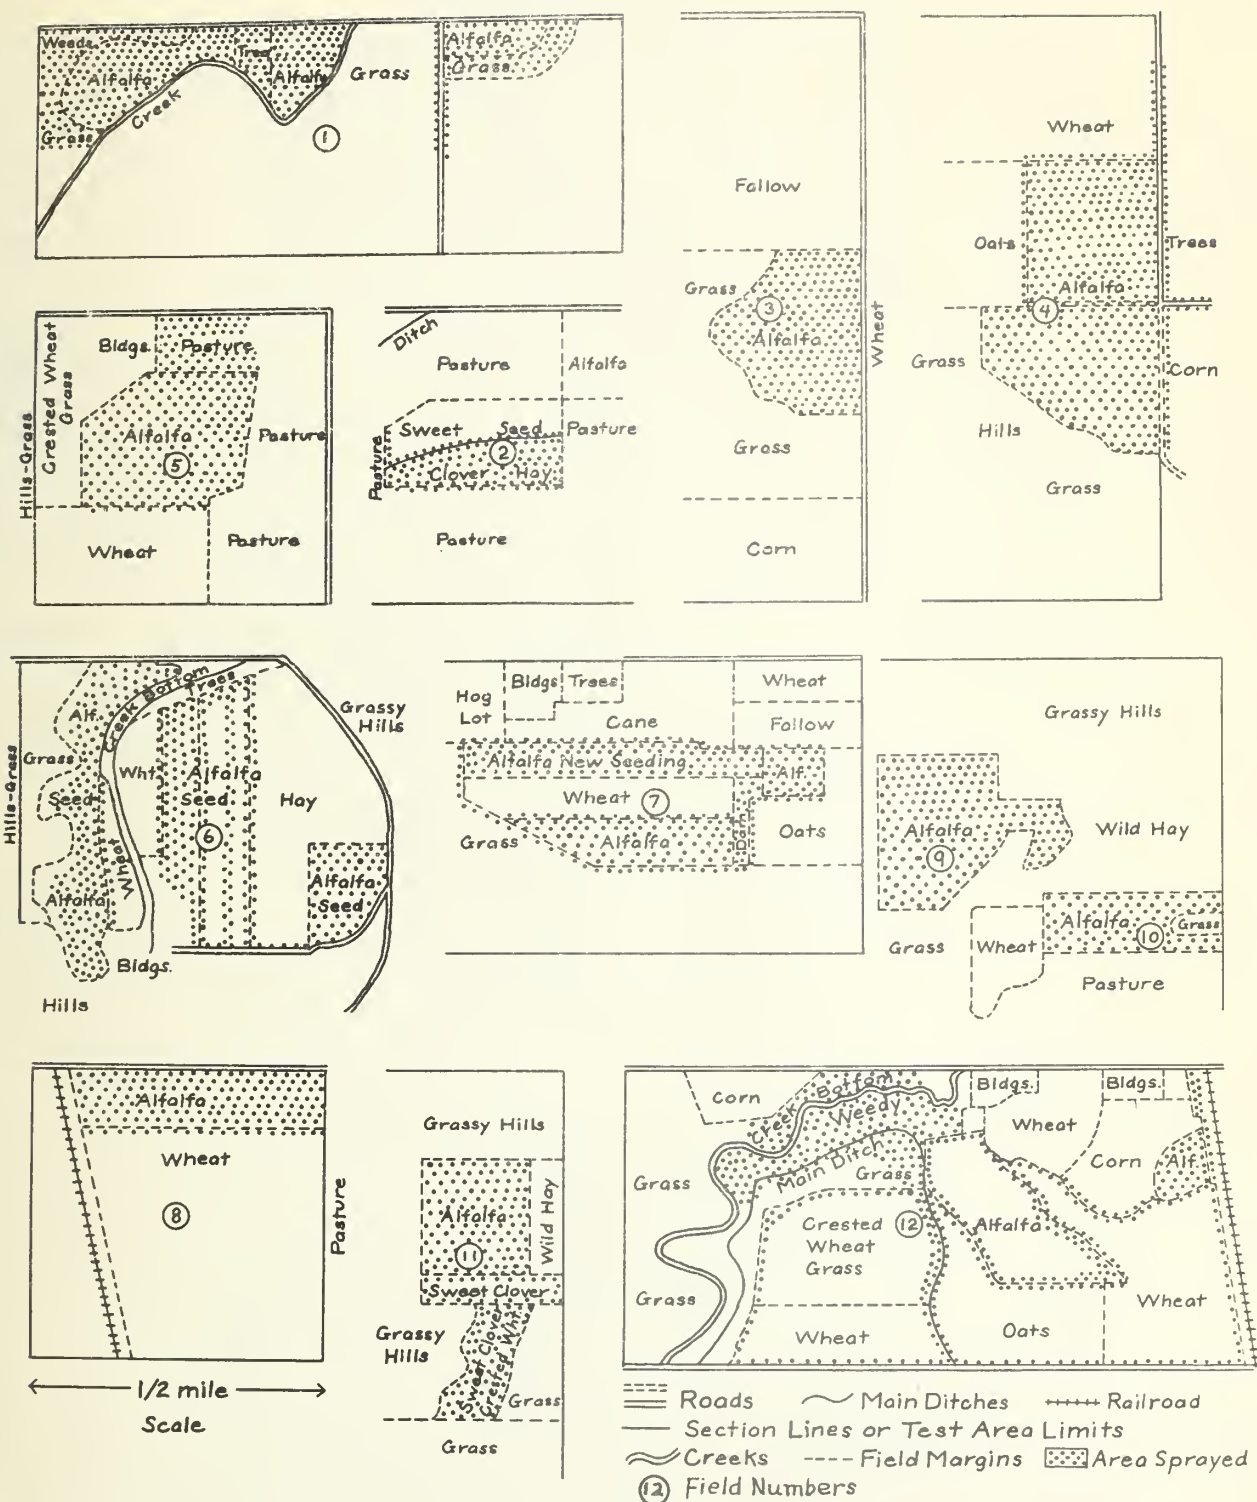 Weeds
Alfalfa
Tree
Alfalfa
Grass
Alfalfa
Grass
Creek
Grass
1
Wheat
Fallow
Oats
Trees
Grass
3
Alfalfa
Wheat
Alfalfa
4
Grass
Corn
Hills
Grass
Grass
Corn
Hills-Grass
Crested Wheat
Grass
Bldgs.
Pasture
Alfalfa
5
Pasture
Wheat
Pasture
Ditch
Pasture
Alfalfa
Sweet Seed
Pasture
2
Pasture
Clover Hay
Pasture
Hills-Grass
Creek Bottom
Trees
Alf.
Grass
Seed
Wht.
Alfalfa
Seed
6
Hay
Grassy
Hills
Wheat
Alfalfa
Alfalfa
Seed
Bldgs.
Hills
Hog
Lot
Bldgs
Trees
Wheat
Cane
Fallow
Alfalfa New Seeding
Alf.
Wheat
7
Oats
Grass
Alfalfa
Grassy Hills
Alfalfa
9
Wild Hay
Alfalfa
10
Grass
Grass
Wheat
Pasture
Alfalfa
Wheat
8
Pasture
1/2 mile
Scale
Grassy Hills
Alfalfa
11
Wild Hay
Sweet Clover
Grassy
Hills
Sweet Clover
Crested Wht
Grass
Grass
Corn
Creek Bottom
Weedy
Bldgs.
Bldgs.
Wheat
Main Ditch
Grass
Corn
Alf.
Grass
Crested
Wheat
Grass
12
Alfalfa
Grass
Wheat
Oats
Wheat
Roads Main Ditches Railroad
Section Lines or Test Area Limits
Creeks Field Margins Area Sprayed
12 Field Numbers